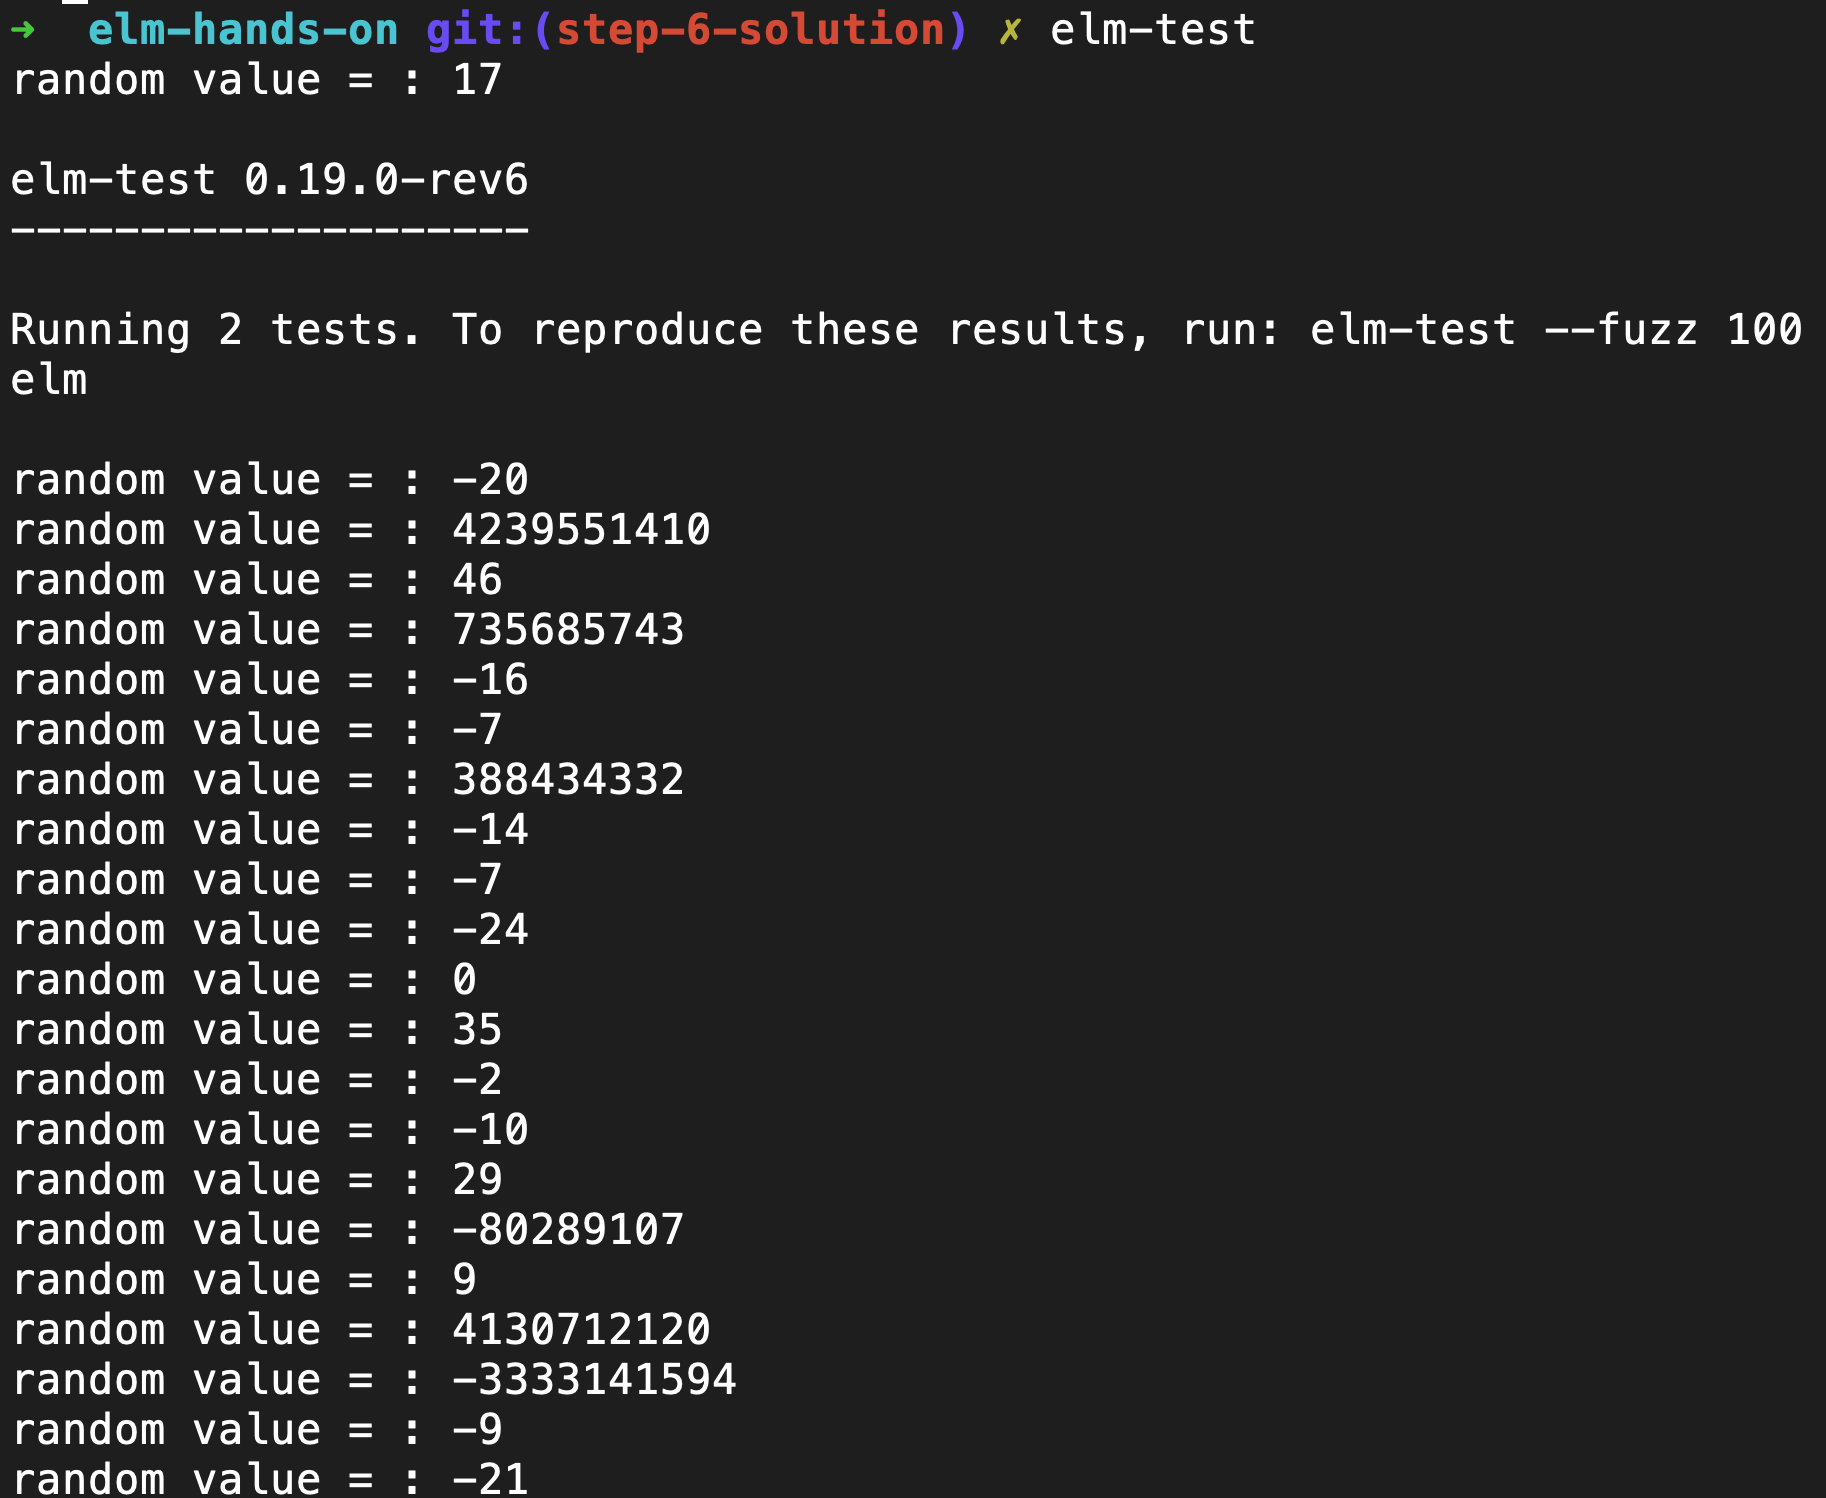 ➜  elm-hands-on git:(step-6-solution) ✗ elm-test
random value = : 17
elm-test 0.19.0-rev6
--------------------
Running 2 tests. To reproduce these results, run: elm-test --fuzz 100
elm
random value = : -20
random value = : 4239551410
random value = : 46
random value = : 735685743
random value = : -16
random value = : -7
random value = : 388434332
random value = : -14
random value = : -7
random value = : -24
random value = : 0
random value = : 35
random value = : -2
random value = : -10
random value = : 29
random value = : -80289107
random value = : 9
random value = : 4130712120
random value = : -3333141594
random value = : -9
random value = : -21